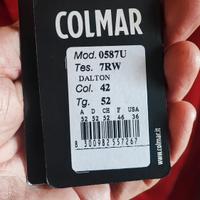 COLMAR
Mod. 0587U
Tes. 7RW
DALTON
Col. 42
Tg. 52
A D CH F USA
52 52 52 46 36
8 300982 557267
www.colmar.it